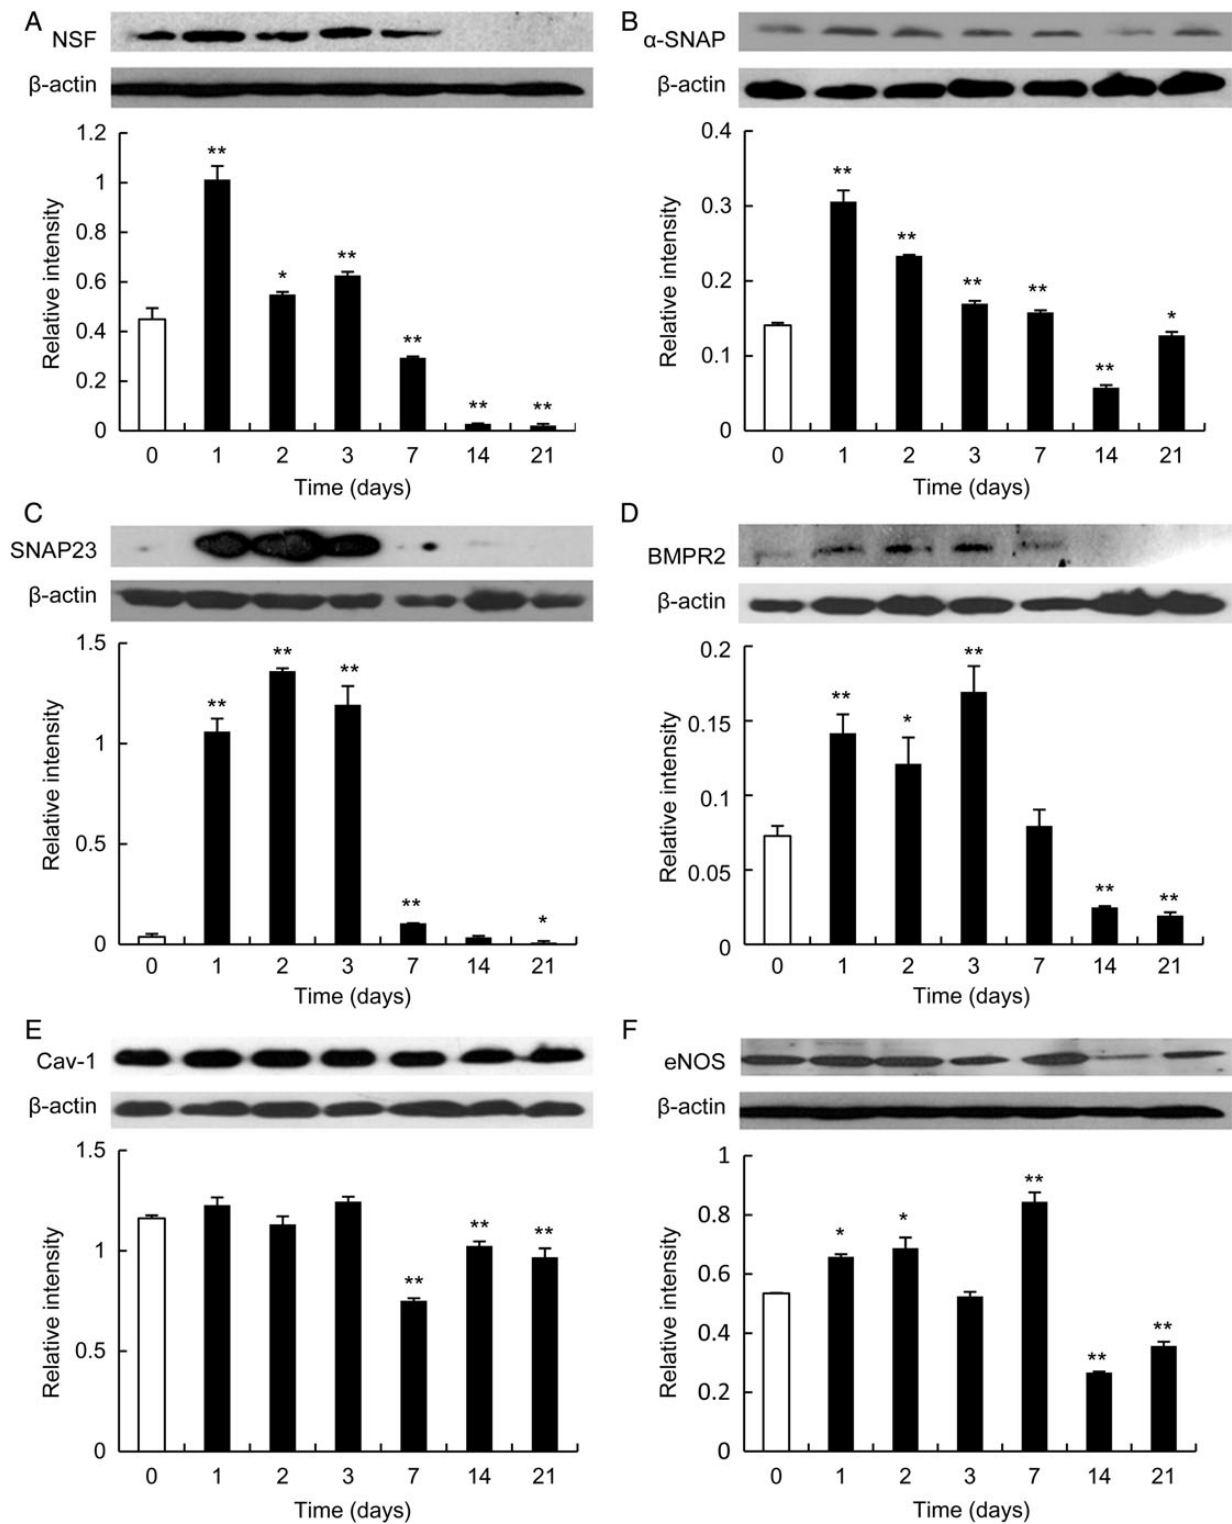 A
NSF
β-actin
1.2
1
0.8
0.6
0.4
0.2
0
Relative intensity
**
*
**
**
**
**
0 1 2 3 7 14 21
Time (days)
B
α-SNAP
β-actin
0.4
0.3
0.2
0.1
0
Relative intensity
**
**
**
**
**
*
0 1 2 3 7 14 21
Time (days)
C
SNAP23
β-actin
1.5
1
0.5
0
Relative intensity
**
**
**
**
*
0 1 2 3 7 14 21
Time (days)
D
BMPR2
β-actin
0.2
0.15
0.1
0.05
0
Relative intensity
**
*
**
**
**
0 1 2 3 7 14 21
Time (days)
E
Cav-1
β-actin
1.5
1
0.5
0
Relative intensity
**
**
**
0 1 2 3 7 14 21
Time (days)
F
eNOS
β-actin
1
0.8
0.6
0.4
0.2
0
Relative intensity
*
*
**
**
**
0 1 2 3 7 14 21
Time (days)